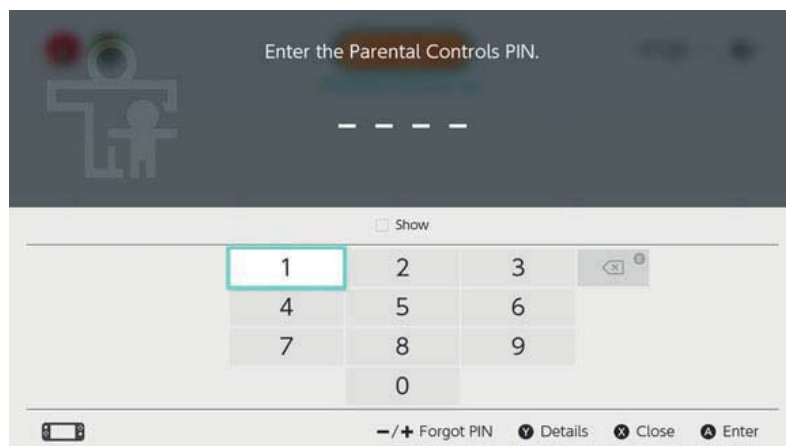 Enter the Parental Controls PIN.
Show
1 2 3
4 5 6
7 8 9
0
−/+ Forgot PIN Y Details X Close A Enter